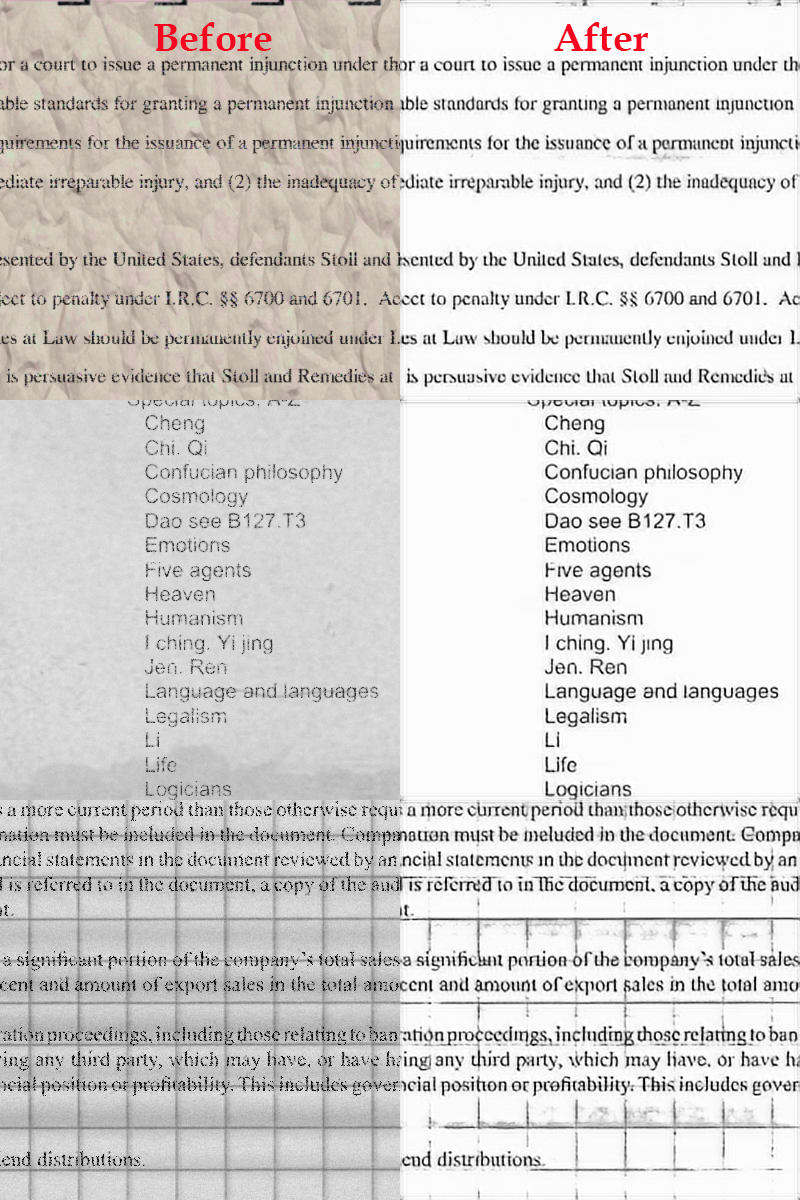 Before After
or a court to issue a permanent injunction under th or a court to issue a permanent injunction under th
able standards for granting a permanent injunction able standards for granting a permanent injunction
quirements for the issuance of a permanent injuncti quirements for the issuance of a permanent injuncti
ediate irreparable injury, and (2) the inadequacy of ediate irreparable injury, and (2) the inadequacy of
esented by the United States, defendants Stoll and sented by the United States, defendants Stoll and
ject to penalty under I.R.C. §§ 6700 and 6701. Ac ect to penalty under I.R.C. §§ 6700 and 6701. Ac
es at Law should be permanently enjoined under I. es at Law should be permanently enjoined under I.
is persuasive evidence that Stoll and Remedies at is persuasive evidence that Stoll and Remedies at
Special topics, A-Z Special topics, A-Z
Cheng Cheng
Chi. Qi Chi. Qi
Confucian philosophy Confucian philosophy
Cosmology Cosmology
Dao see B127.T3 Dao see B127.T3
Emotions Emotions
Five agents Five agents
Heaven Heaven
Humanism Humanism
I ching. Yi jing I ching. Yi jing
Jen. Ren Jen. Ren
Language and languages Language and languages
Legalism Legalism
Li Li
Life Life
Logicians Logicians
s a more current period than those otherwise requi a more current period than those otherwise requ
nation must be included in the document. Compa nation must be included in the document. Compa
ncial statements in the document reviewed by an ncial statements in the document reviewed by an
l is referred to in the document, a copy of the aud l is referred to in the document, a copy of the aud
t. t.
a significant portion of the company's total sales a significant portion of the company's total sales
cent and amount of export sales in the total amo cent and amount of export sales in the total amo
ration proceedings, including those relating to ban ation proceedings, including those relating to ban
ving any third party, which may have, or have h ing any third party, which may have, or have ha
ncial position or profitability. This includes gover ncial position or profitability. This includes gover
end distributions. end distributions.